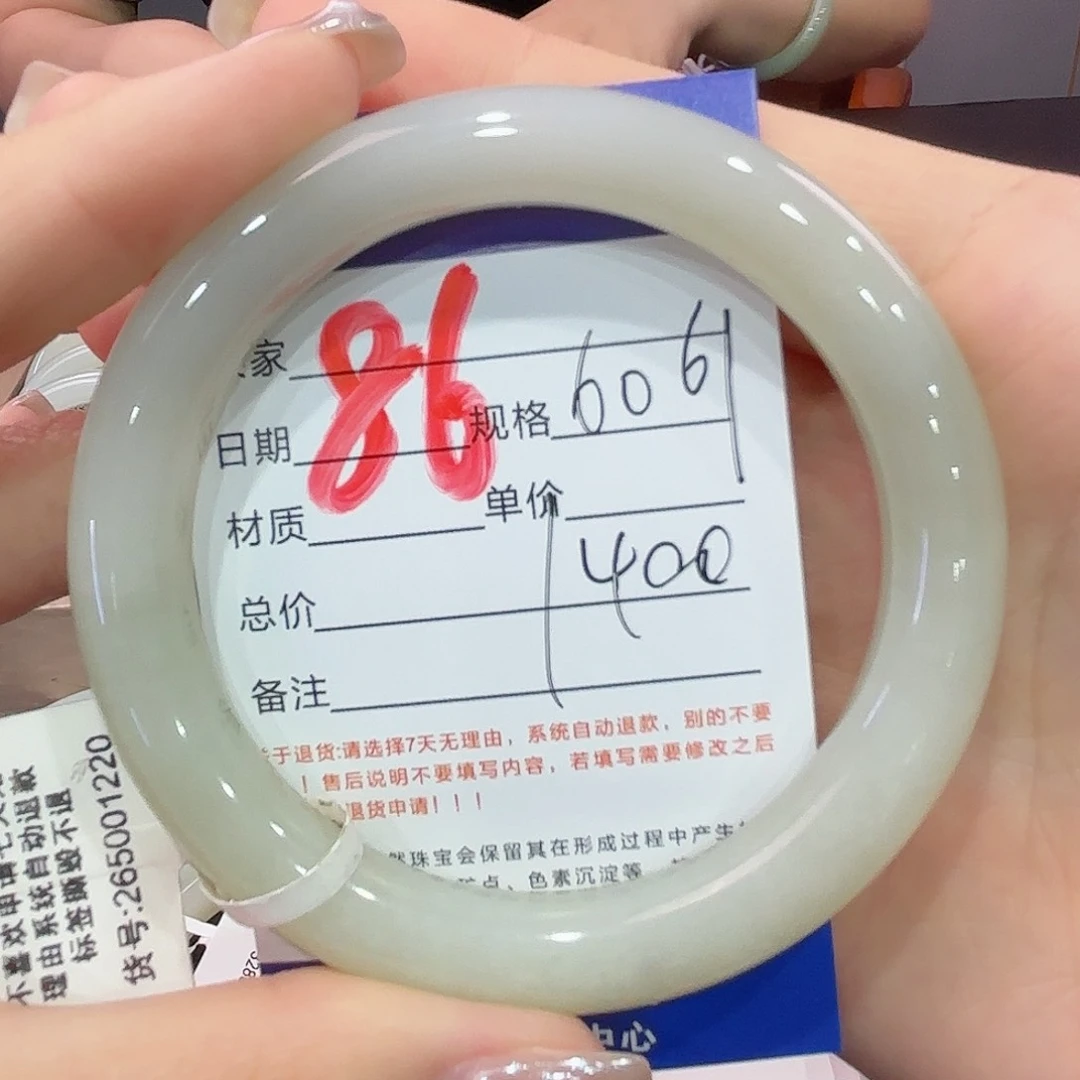 家 86
日期 规格 6061
材质 单价
总价 1400
备注
于退货:请选择7天无理由，系统自动退款，别的不要
！售后说明不要填写内容，若填写需要修改之后
退货申请！！！
然珠宝会保留其在形成过程中产生
点、色素沉淀等
中心
理由系统自动退款
标签撕毁不退
货号:265001220